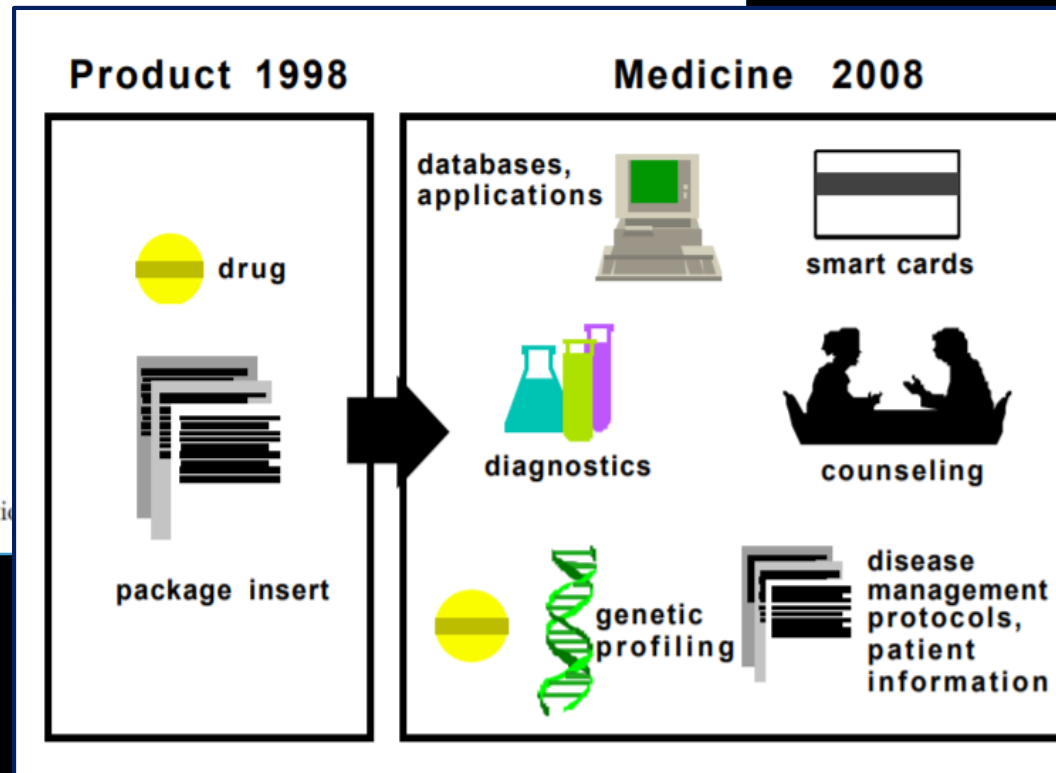 Product 1998
drug
package insert
Medicine 2008
databases,
applications
smart cards
diagnostics
counseling
genetic
profiling
disease
management
protocols,
patient
information